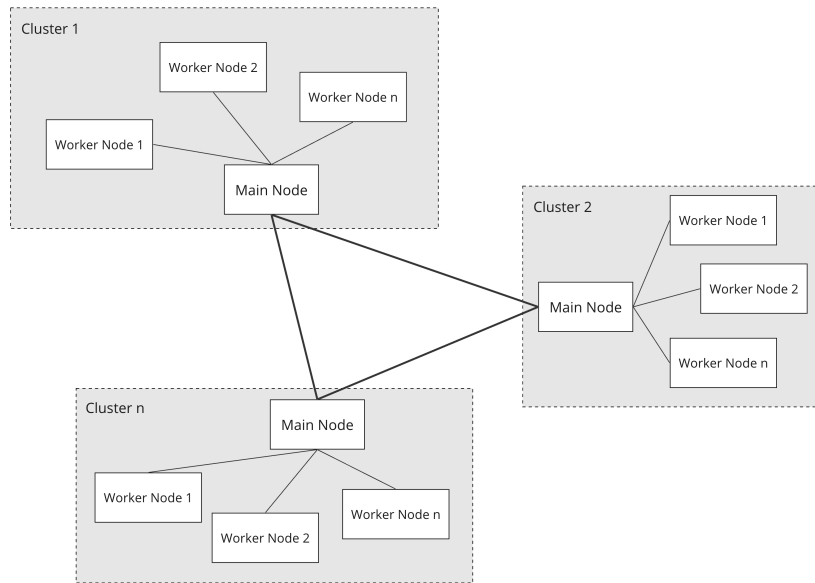 Cluster 1
Worker Node 2
Worker Node n
Worker Node 1
Main Node
Cluster 2
Worker Node 1
Worker Node 2
Main Node
Worker Node n
Cluster n
Main Node
Worker Node 1
Worker Node n
Worker Node 2